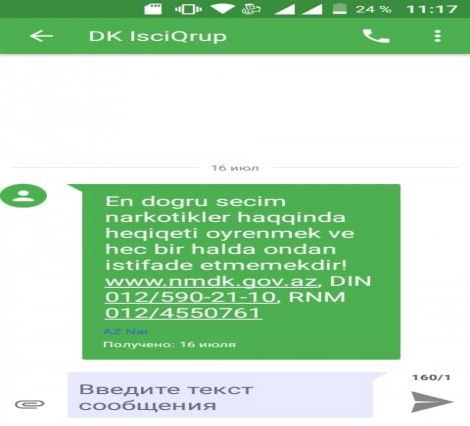 24 % 11:17
DK IsciQrup
16 июл
En dogru secim
narkotikler haqqinda
heqiqeti oyrenmek ve
hec bir halda ondan
istifade etmemekdir!
www.nmdk.gov.az, DIN
012/590-21-10, RNM
012/4550761
AZ Nar
Получено: 16 июля
160/1
Введите текст
сообщения